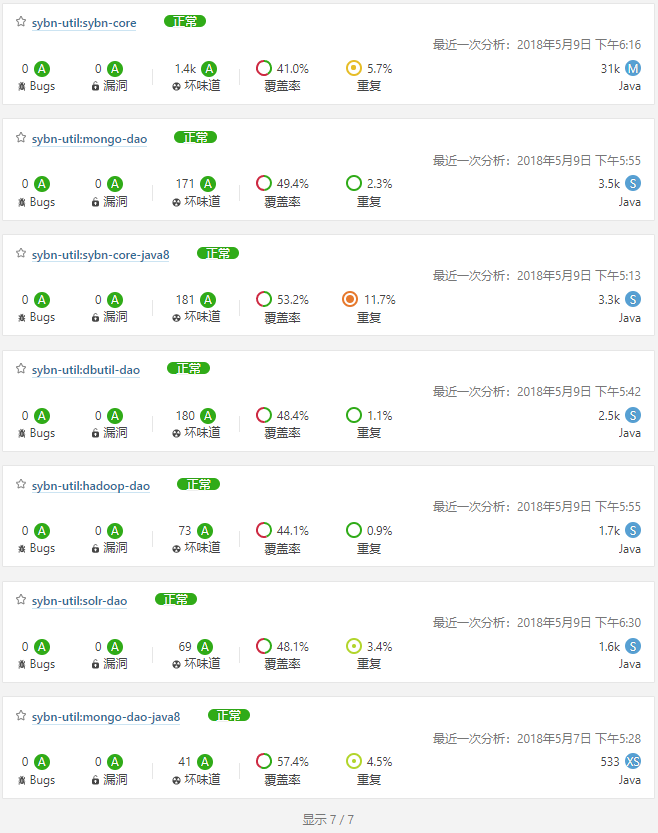 sybn-util:sybn-core 正常
最近一次分析：2018年5月9日 下午6:16
0 A 0 A 1.4k A 41.0% 5.7% 31k M
Bugs 漏洞 坏味道 覆盖率 重复 Java
sybn-util:mongo-dao 正常
最近一次分析：2018年5月9日 下午5:55
0 A 0 A 171 A 49.4% 2.3% 3.5k S
Bugs 漏洞 坏味道 覆盖率 重复 Java
sybn-util:sybn-core-java8 正常
最近一次分析：2018年5月9日 下午5:13
0 A 0 A 181 A 53.2% 11.7% 3.3k S
Bugs 漏洞 坏味道 覆盖率 重复 Java
sybn-util:dbutil-dao 正常
最近一次分析：2018年5月9日 下午5:42
0 A 0 A 180 A 48.4% 1.1% 2.5k S
Bugs 漏洞 坏味道 覆盖率 重复 Java
sybn-util:hadoop-dao 正常
最近一次分析：2018年5月9日 下午5:55
0 A 0 A 73 A 44.1% 0.9% 1.7k S
Bugs 漏洞 坏味道 覆盖率 重复 Java
sybn-util:solr-dao 正常
最近一次分析：2018年5月9日 下午6:30
0 A 0 A 69 A 48.1% 3.4% 1.6k S
Bugs 漏洞 坏味道 覆盖率 重复 Java
sybn-util:mongo-dao-java8 正常
最近一次分析：2018年5月7日 下午5:28
0 A 0 A 41 A 57.4% 4.5% 533 XS
Bugs 漏洞 坏味道 覆盖率 重复 Java
显示 7 / 7